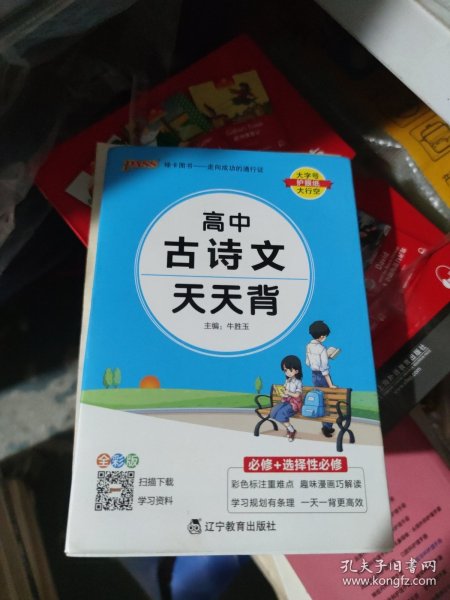 PASS 绿卡图书——走向成功的通行证
大字号
护眼纸
大行空
高中
古诗文
天天背
主编：牛胜玉
必修+选择性必修
全彩版
扫描下载
学习资料
彩色标注重难点 趣味漫画巧解读
学习规划有条理 一天一背更高效
辽宁教育出版社
孔夫子旧书网
www.kongfz.com